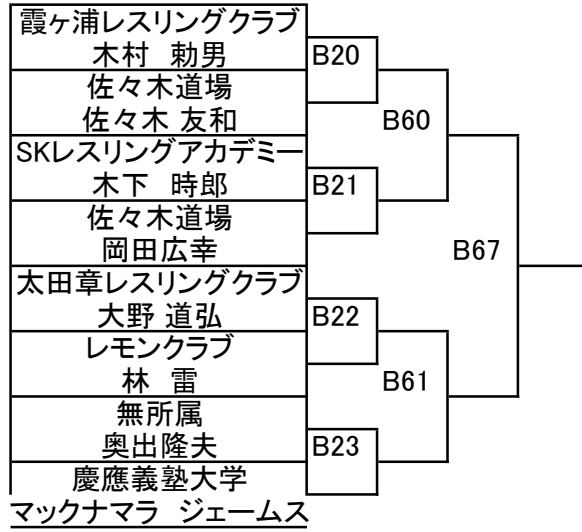 霞ヶ浦レスリングクラブ
木村 勅男
B20
佐々木道場
佐々木 友和
B60
SKレスリングアカデミー
木下 時郎
B21
佐々木道場
岡田広幸
B67
太田章レスリングクラブ
大野 道弘
B22
レモンクラブ
林 雷
B61
無所属
奥出隆夫
B23
慶應義塾大学
マックナマラ ジェームス